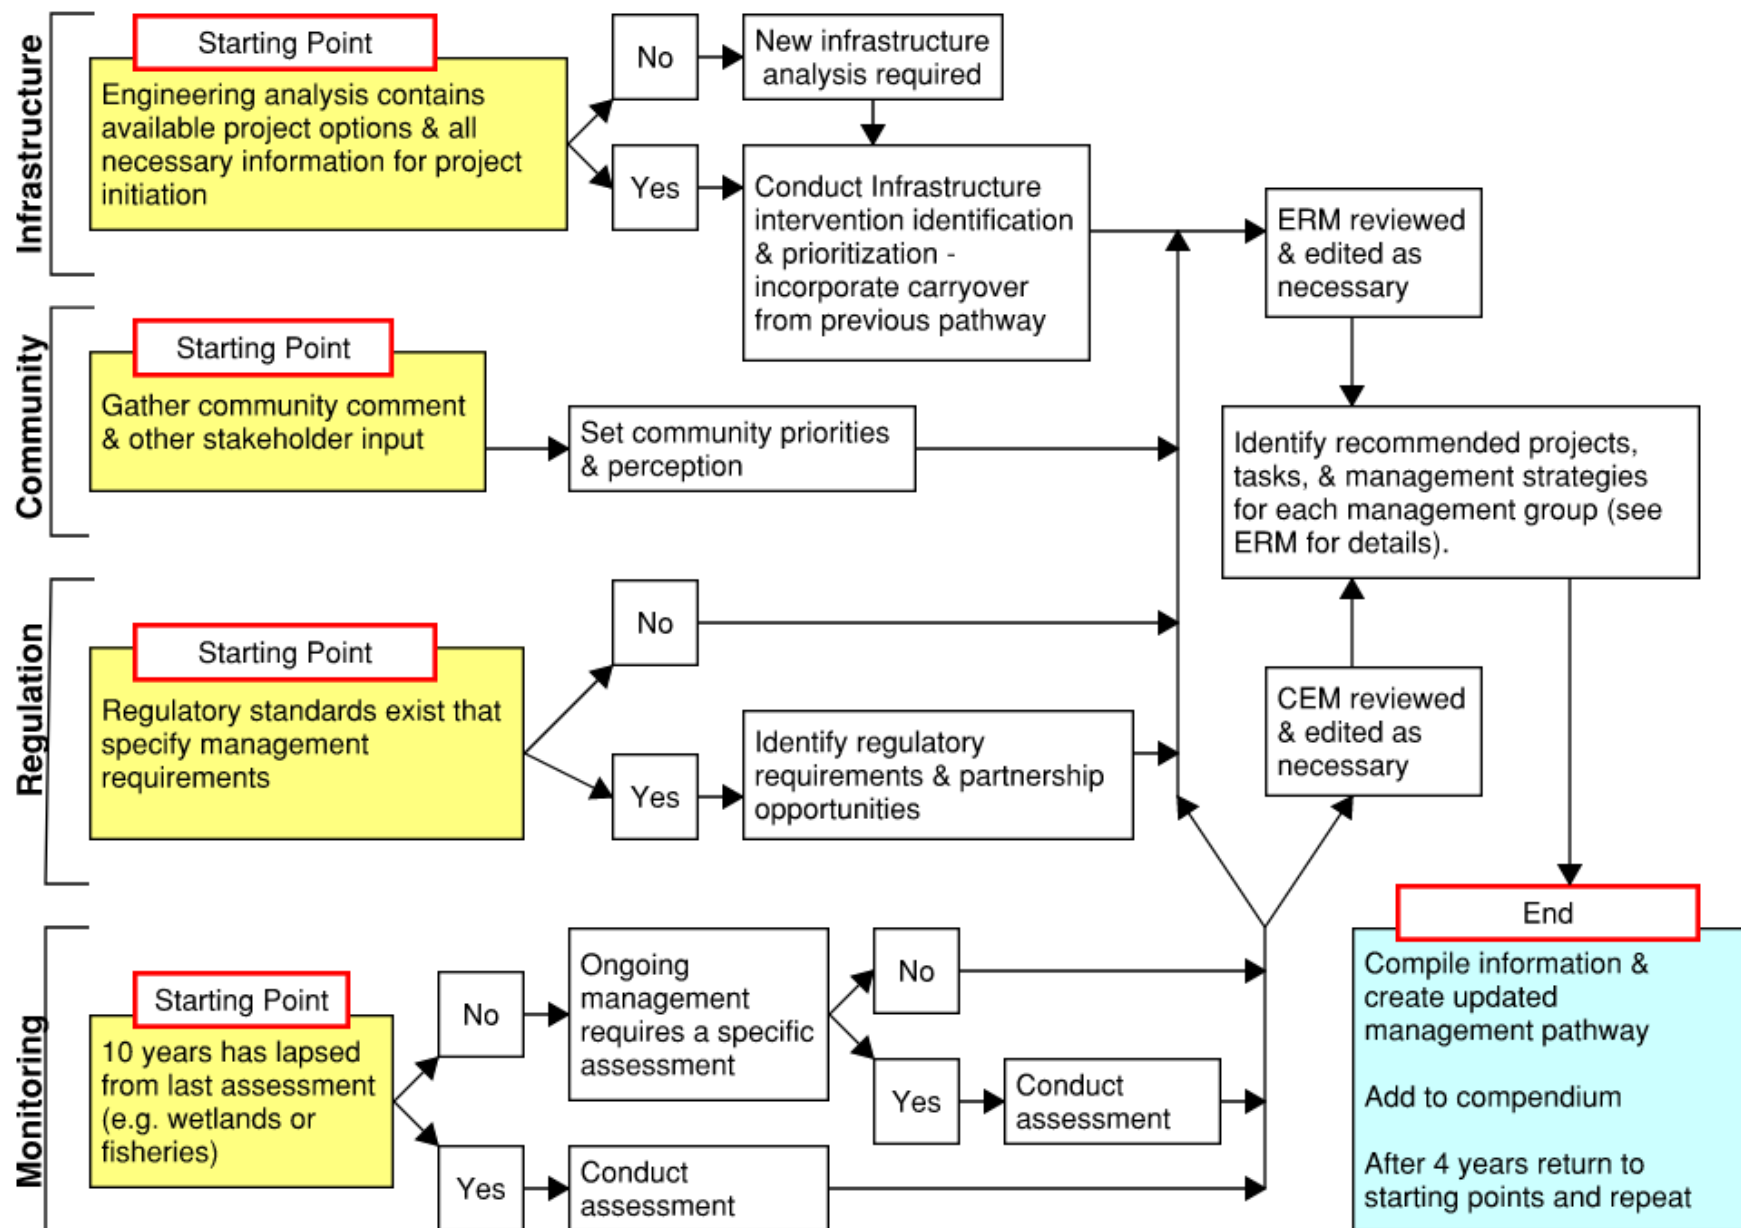 Infrastructure
Starting Point
Engineering analysis contains
available project options & all
necessary information for project
initiation
No
Yes
New infrastructure
analysis required
Conduct Infrastructure
intervention identification
& prioritization -
incorporate carryover
from previous pathway
ERM reviewed
& edited as
necessary
Community
Starting Point
Gather community comment
& other stakeholder input
Set community priorities
& perception
Identify recommended projects,
tasks, & management strategies
for each management group (see
ERM for details).
Regulation
Starting Point
Regulatory standards exist that
specify management
requirements
No
Yes
Identify regulatory
requirements & partnership
opportunities
CEM reviewed
& edited as
necessary
Monitoring
Starting Point
10 years has lapsed
from last assessment
(e.g. wetlands or
fisheries)
No
Yes
Ongoing
management
requires a specific
assessment
Conduct
assessment
No
Yes
Conduct
assessment
End
Compile information &
create updated
management pathway
Add to compendium
After 4 years return to
starting points and repeat